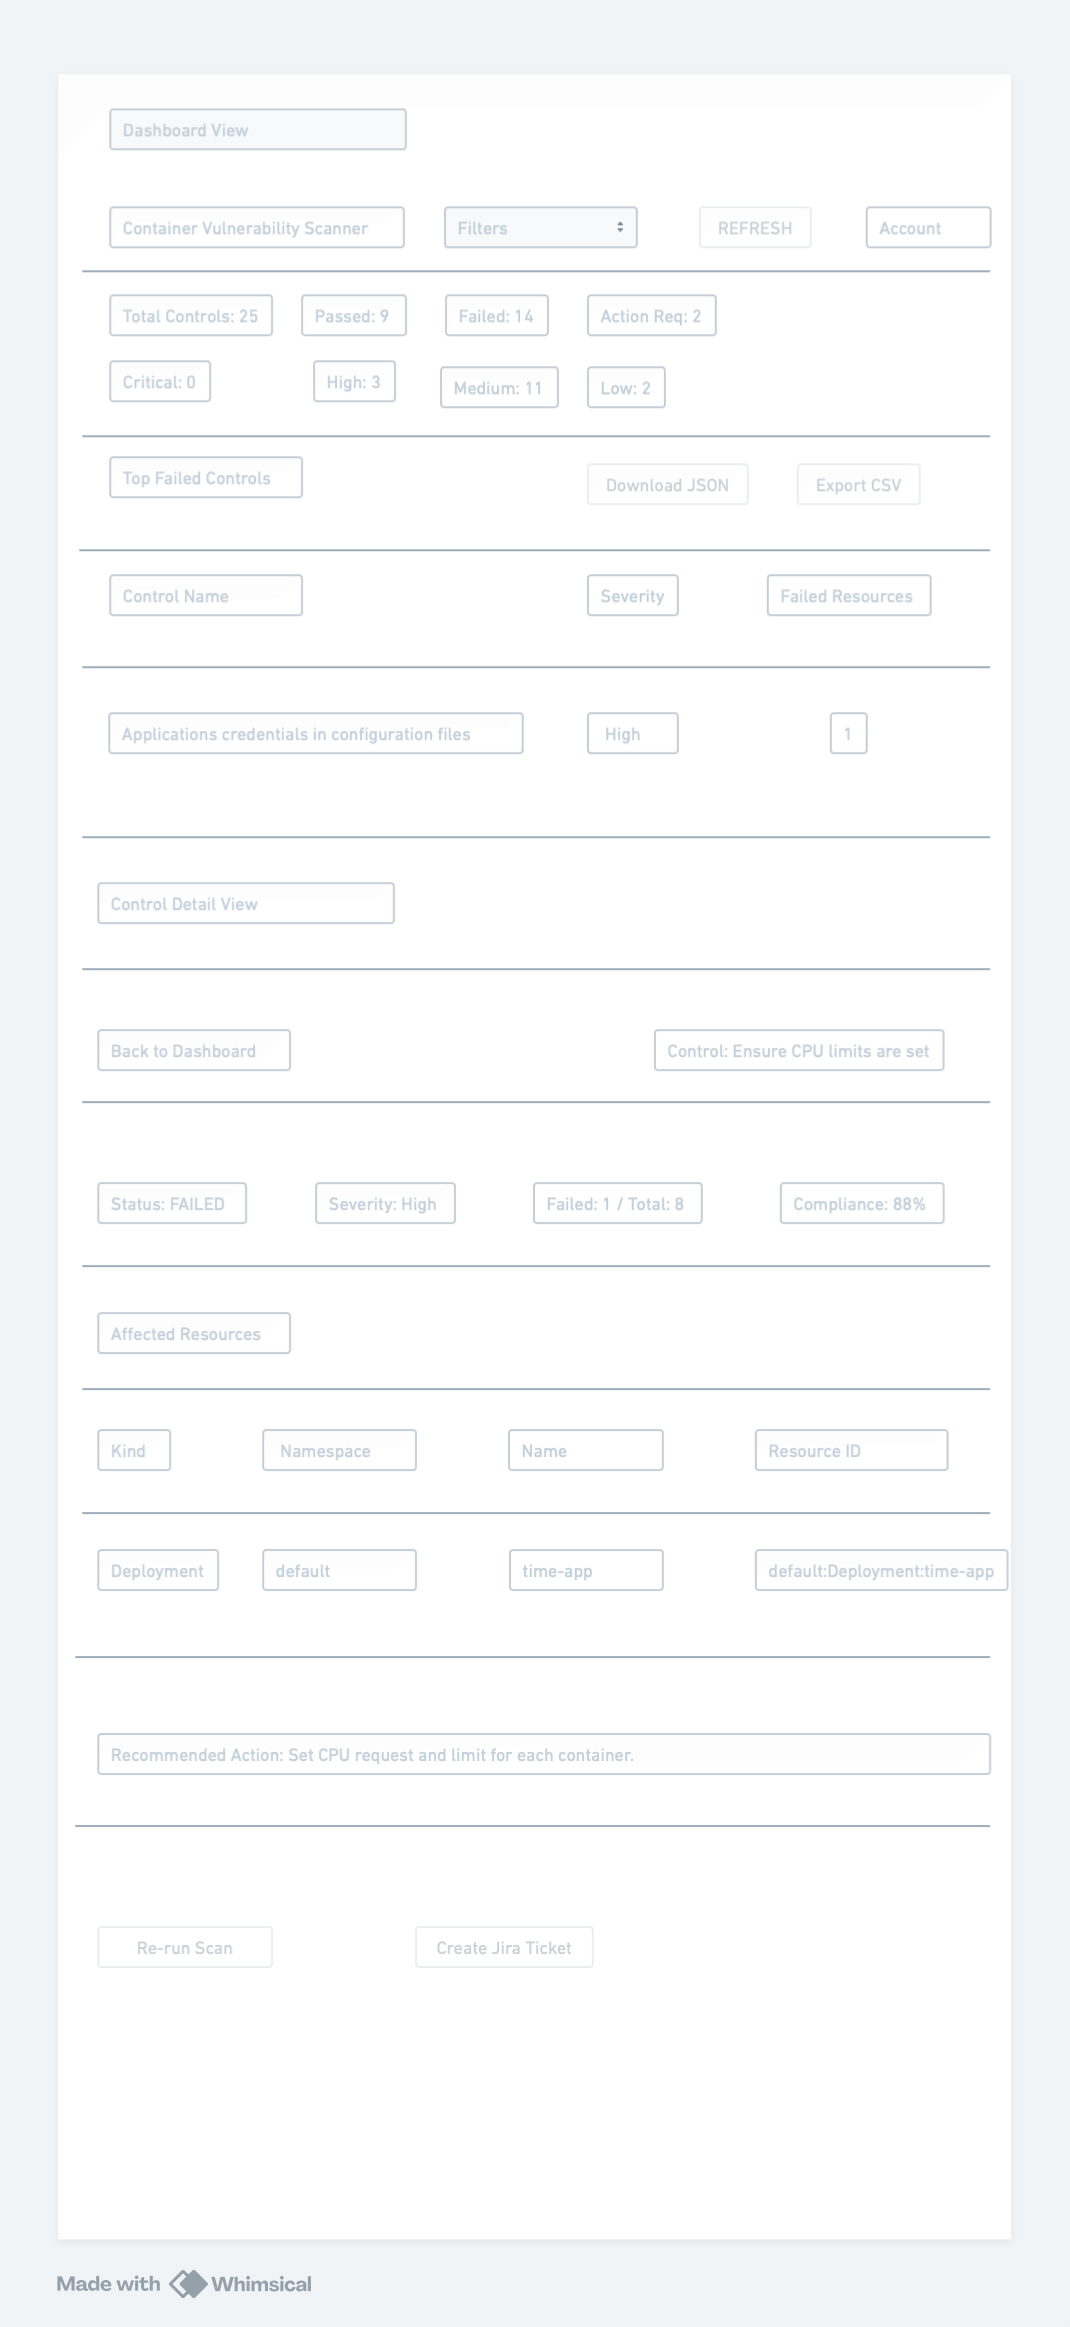 Dashboard View
Container Vulnerability Scanner Filters REFRESH Account
Total Controls: 25 Passed: 9 Failed: 14 Action Req: 2
Critical: 0 High: 3 Medium: 11 Low: 2
Top Failed Controls Download JSON Export CSV
Control Name Severity Failed Resources
Applications credentials in configuration files High 1
Control Detail View
Back to Dashboard Control: Ensure CPU limits are set
Status: FAILED Severity: High Failed: 1 / Total: 8 Compliance: 88%
Affected Resources
Kind Namespace Name Resource ID
Deployment default time-app default:Deployment:time-app
Recommended Action: Set CPU request and limit for each container.
Re-run Scan Create Jira Ticket
Made with Whimsical